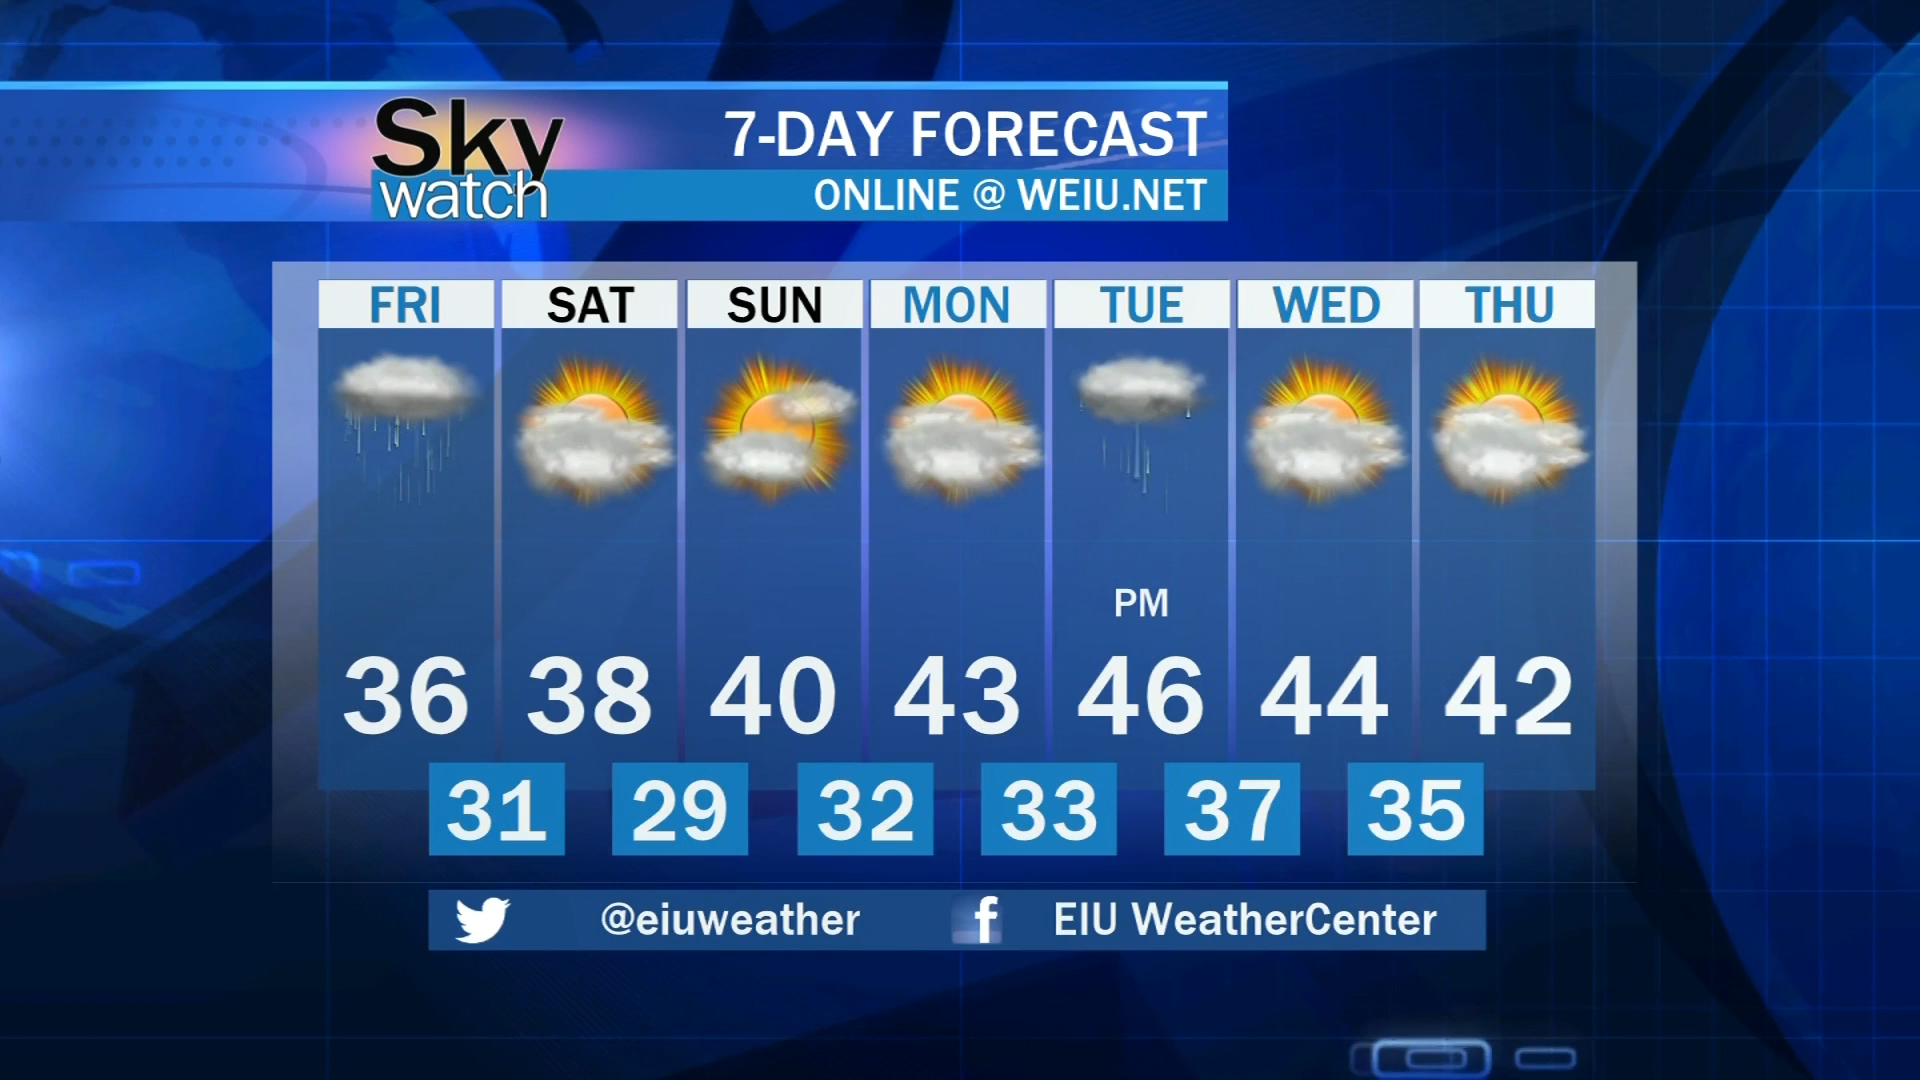 Sky
watch
7-DAY FORECAST
ONLINE @ WEIU.NET
FRI SAT SUN MON TUE WED THU
PM
36 38 40 43 46 44 42
31 29 32 33 37 35
@eiuweather f EIU WeatherCenter